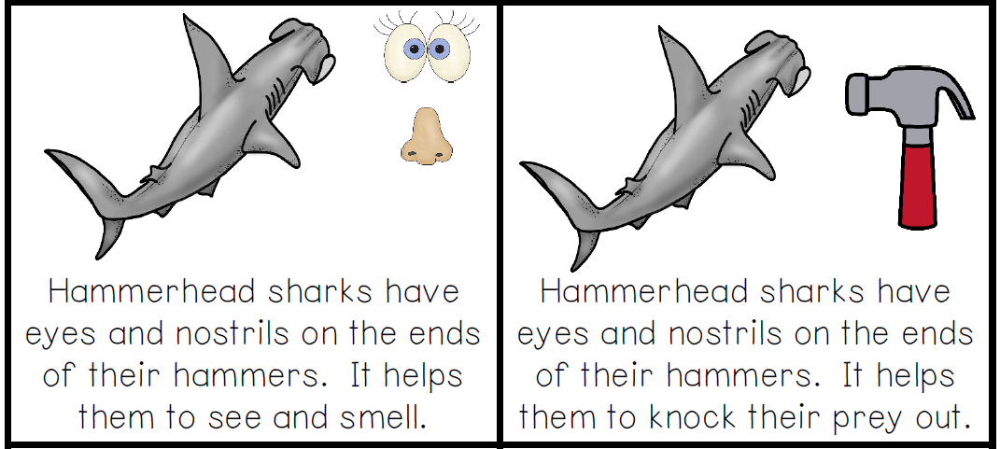 Hammerhead sharks have
eyes and nostrils on the ends
of their hammers.  It helps
them to see and smell.
Hammerhead sharks have
eyes and nostrils on the ends
of their hammers.  It helps
them to knock their prey out.